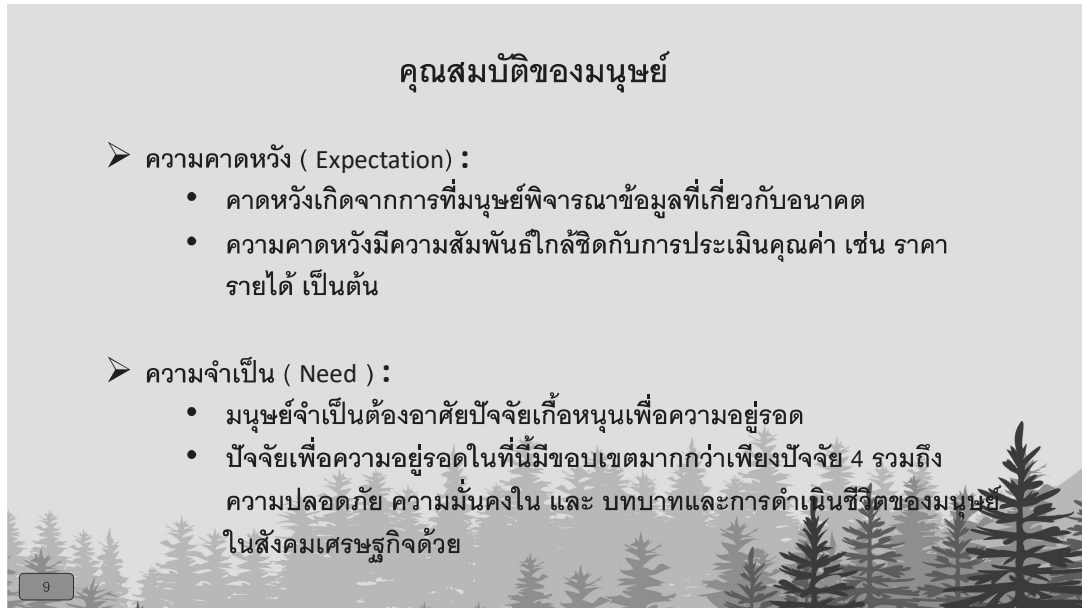 คุณสมบัติของมนุษย์
➢ ความคาดหวัง ( Expectation) :
• คาดหวังเกิดจากการที่มนุษย์พิจารณาข้อมูลที่เกี่ยวกับอนาคต
• ความคาดหวังมีความสัมพันธ์ใกล้ชิดกับการประเมินคุณค่า เช่น ราคา
รายได้ เป็นต้น
➢ ความจำเป็น ( Need ) :
• มนุษย์จำเป็นต้องอาศัยปัจจัยเกื้อหนุนเพื่อความอยู่รอด
• ปัจจัยเพื่อความอยู่รอดในที่นี้มีขอบเขตมากกว่าเพียงปัจจัย 4 รวมถึง
ความปลอดภัย ความมั่นคงใน และ บทบาทและการดำเนินชีวิตของมนุษย์
ในสังคมเศรษฐกิจด้วย
9